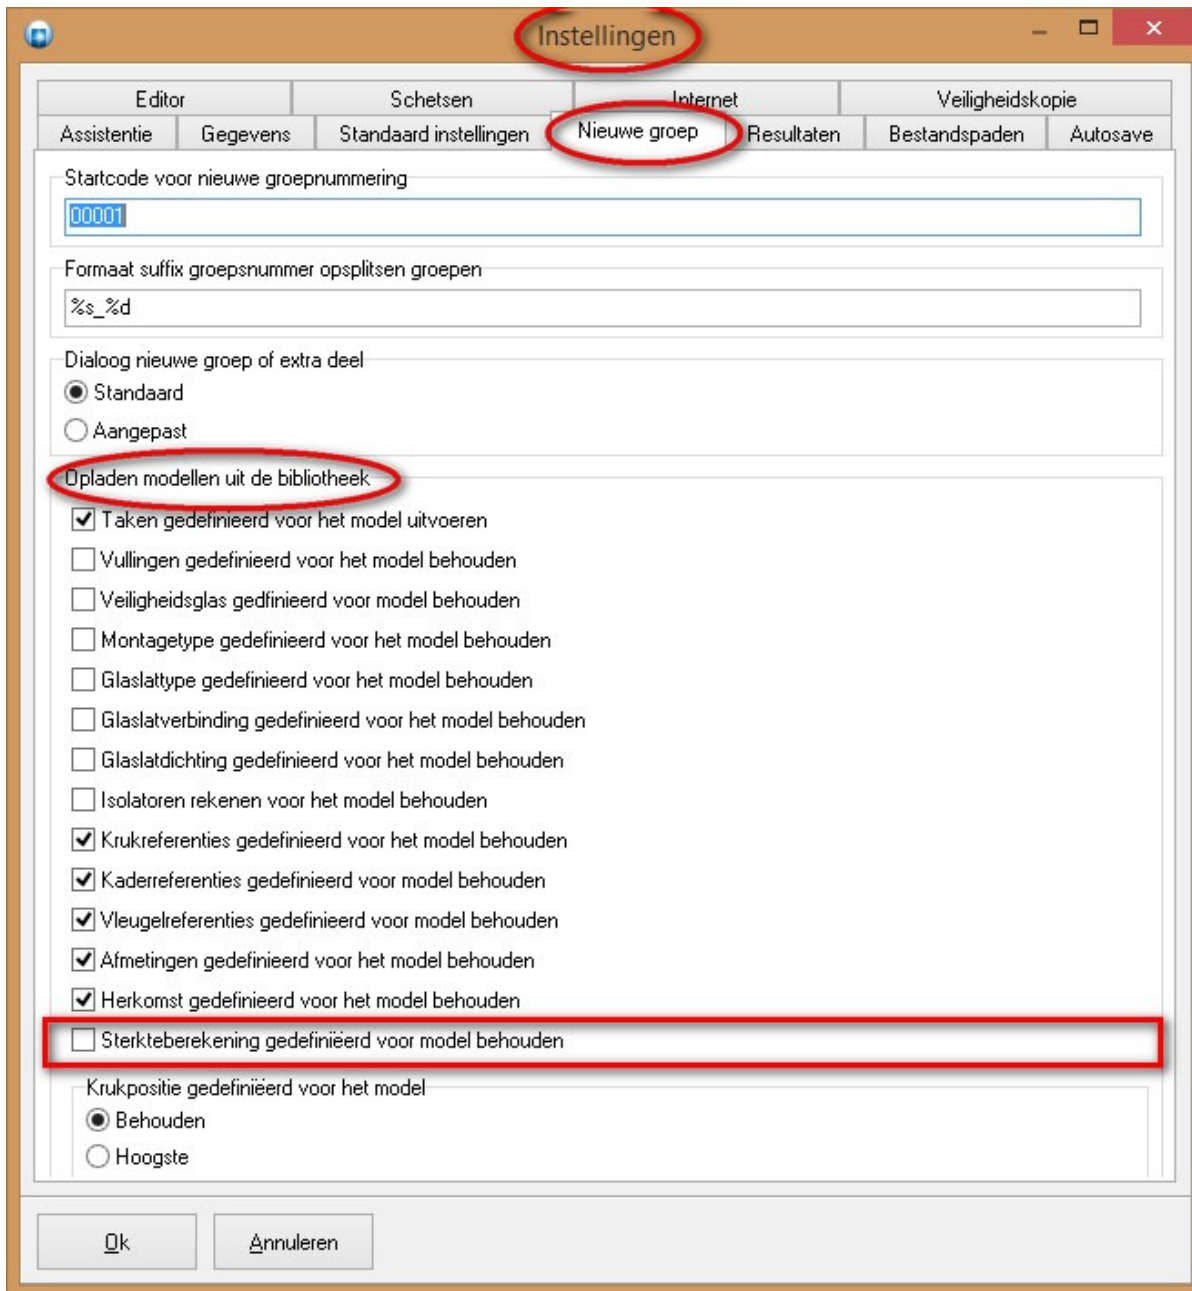 Instellingen
Editor Schetsen Internet Veiligheidskopie
Assistentie Gegevens Standaard instellingen Nieuwe groep Resultaten Bestandspaden Autosave
Startcode voor nieuwe groepnummering
00001
Formaat suffix groepsnummer opsplitsen groepen
%s_%d
Dialoog nieuwe groep of extra deel
Standaard
Aangepast
Opladen modellen uit de bibliotheek
Taken gedefinieerd voor het model uitvoeren
Vullingen gedefinieerd voor het model behouden
Veiligheidsglas gedfinieerd voor model behouden
Montagetype gedefinieerd voor het model behouden
Glaslattype gedefinieerd voor het model behouden
Glaslatverbinding gedefinieerd voor het model behouden
Glaslatdichting gedefinieerd voor het model behouden
Isolatoren rekenen voor het model behouden
Krukreferenties gedefinieerd voor het model behouden
Kaderreferenties gedefinieerd voor model behouden
Vleugelreferenties gedefinieerd voor model behouden
Afmetingen gedefinieerd voor het model behouden
Herkomst gedefinieerd voor het model behouden
Sterkteberekening gedefiniëerd voor model behouden
Krukpositie gedefiniëerd voor het model
Behouden
Hoogste
Ok Annuleren